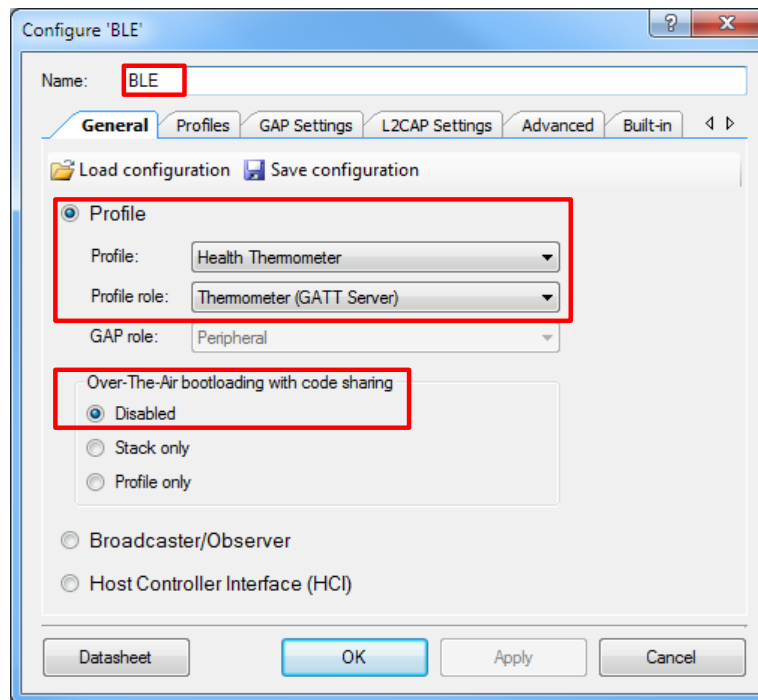 Configure 'BLE'
Name: BLE
General Profiles GAP Settings L2CAP Settings Advanced Built-in
Load configuration Save configuration
Profile
Profile: Health Thermometer
Profile role: Thermometer (GATT Server)
GAP role: Peripheral
Over-The-Air bootloading with code sharing
Disabled
Stack only
Profile only
Broadcaster/Observer
Host Controller Interface (HCI)
Datasheet OK Apply Cancel